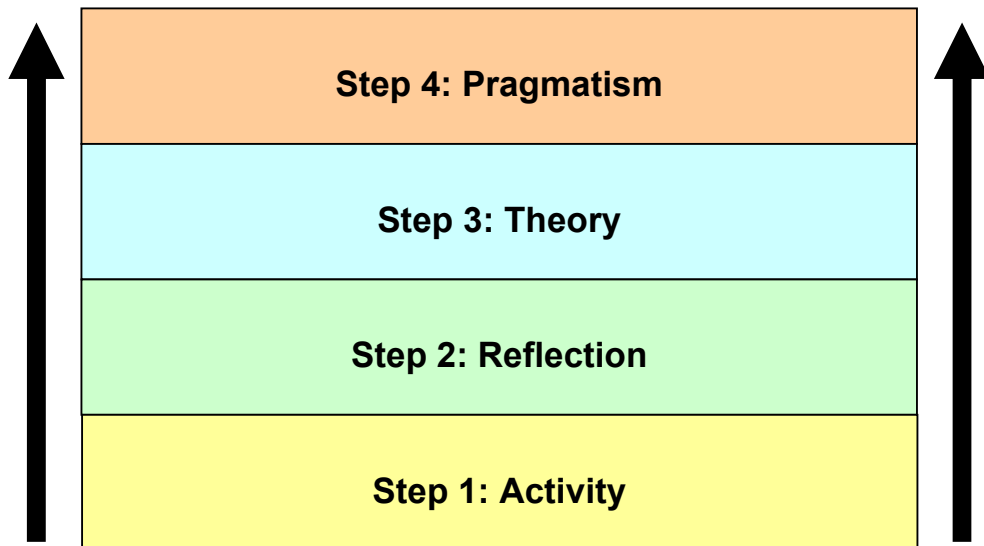 Step 4: Pragmatism
Step 3: Theory
Step 2: Reflection
Step 1: Activity